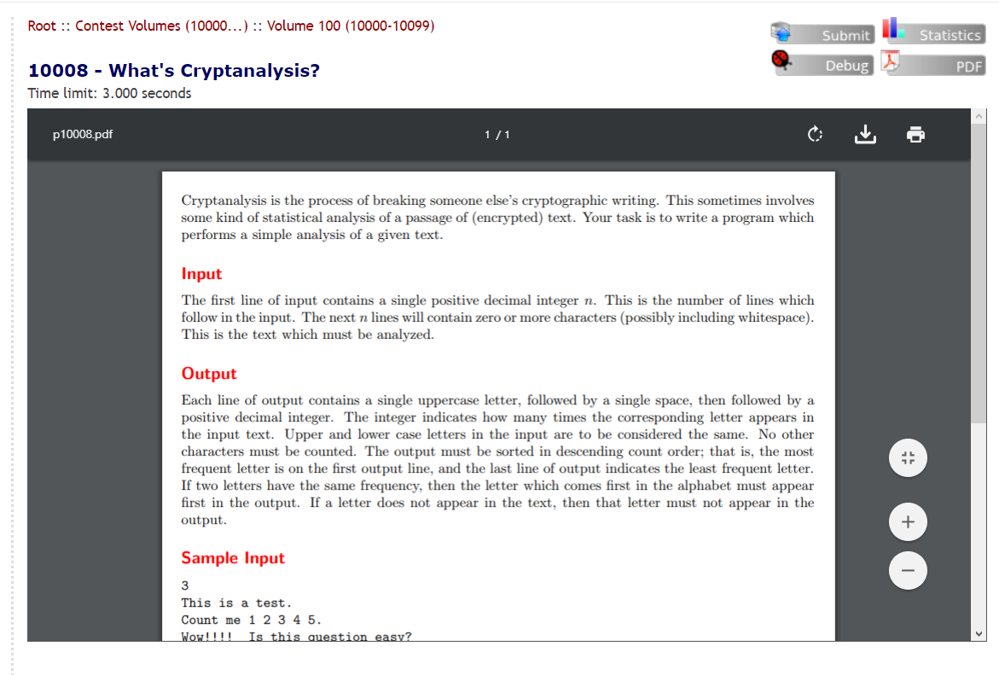 Root :: Contest Volumes (10000...) :: Volume 100 (10000-10099)
Submit
Statistics
10008 - What's Cryptanalysis?
Debug
PDF
Time limit: 3.000 seconds
p10008.pdf
1 / 1
Cryptanalysis is the process of breaking someone else's cryptographic writing. This sometimes involves
some kind of statistical analysis of a passage of (encrypted) text. Your task is to write a program which
performs a simple analysis of a given text.
Input
The first line of input contains a single positive decimal integer n. This is the number of lines which
follow in the input. The next n lines will contain zero or more characters (possibly including whitespace).
This is the text which must be analyzed.
Output
Each line of output contains a single uppercase letter, followed by a single space, then followed by a
positive decimal integer. The integer indicates how many times the corresponding letter appears in
the input text. Upper and lower case letters in the input are to be considered the same. No other
characters must be counted. The output must be sorted in descending count order; that is, the most
frequent letter is on the first output line, and the last line of output indicates the least frequent letter.
If two letters have the same frequency, then the letter which comes first in the alphabet must appear
first in the output. If a letter does not appear in the text, then that letter must not appear in the
output.
Sample Input
3
This is a test.
Count me 1 2 3 4 5.
Wow!!!! Is this question easy?